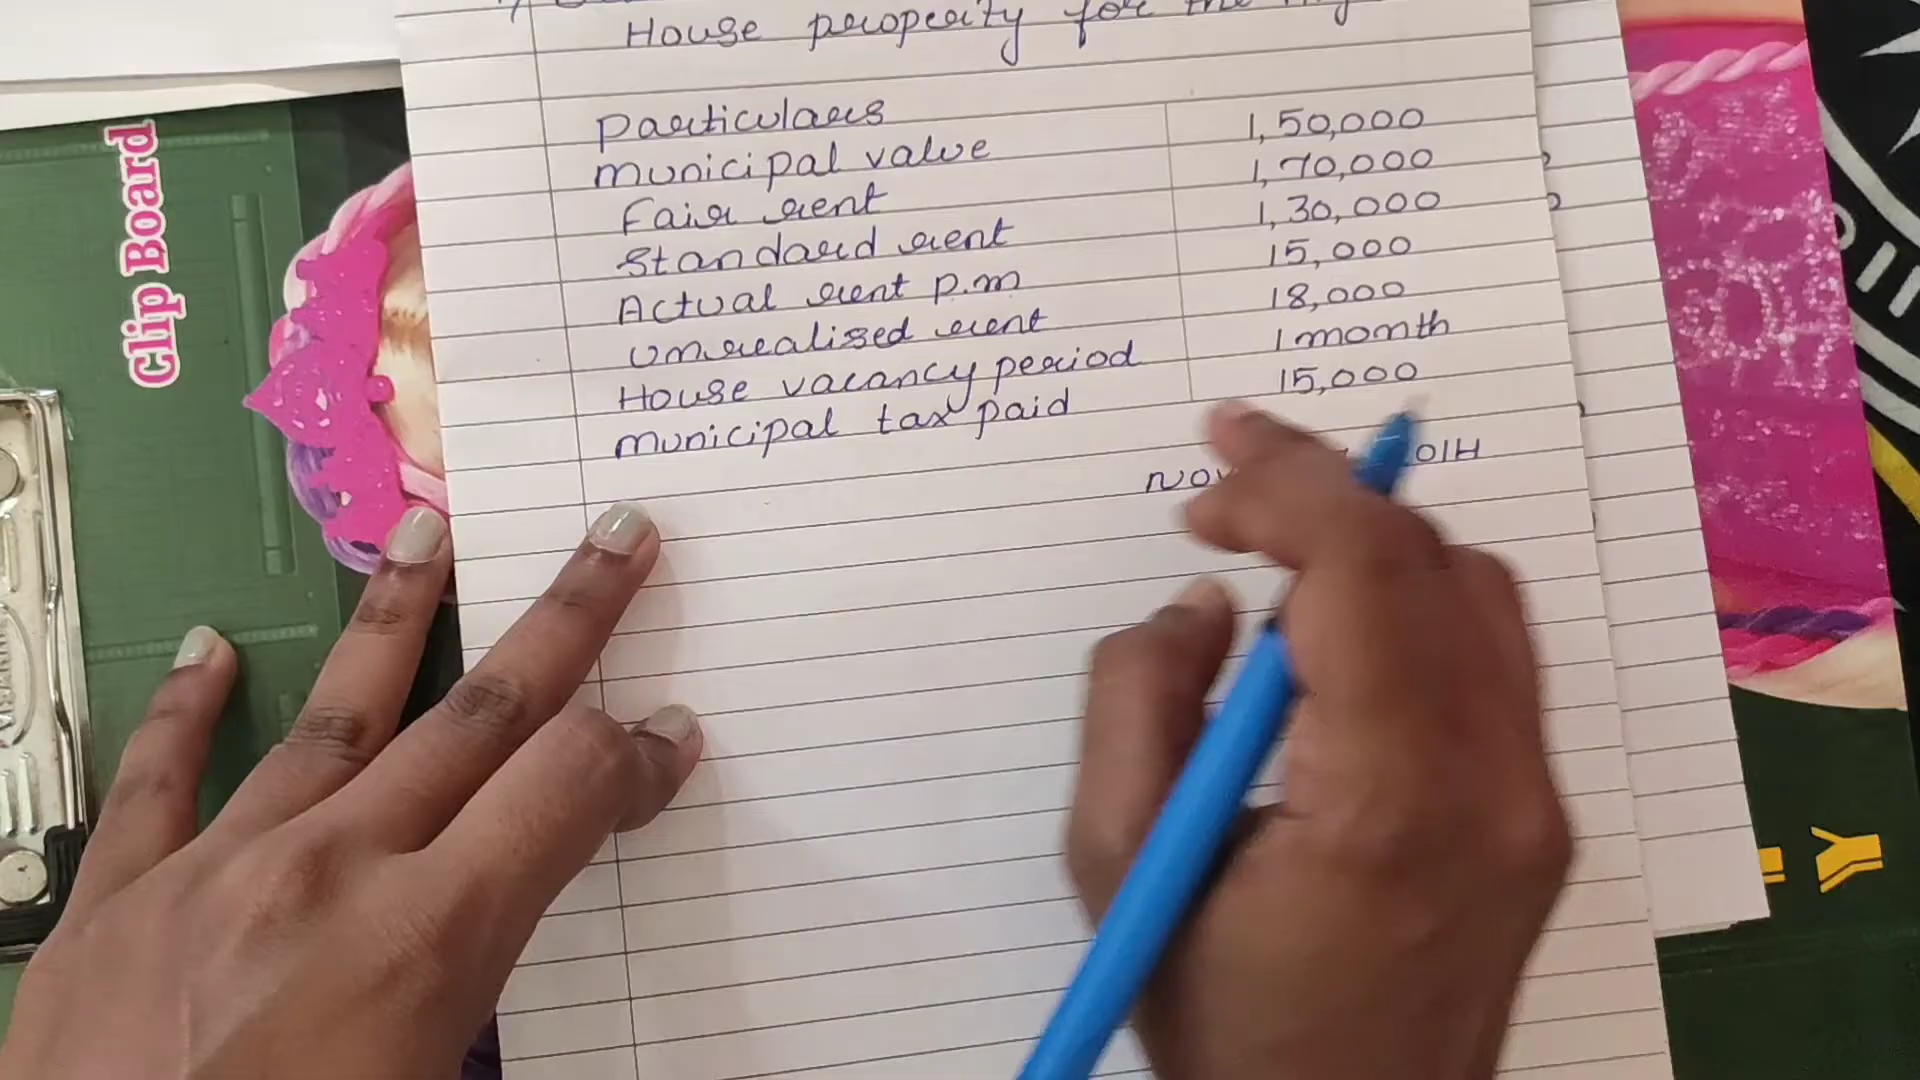 House property for the
Particulars
municipal value 1,50,000
Fair rent 1,70,000
Standard rent 1,30,000
Actual rent P.m 15,000
Unrealised rent 18,000
House vacancy period 1 month
municipal tax paid 15,000
Clip Board
Y